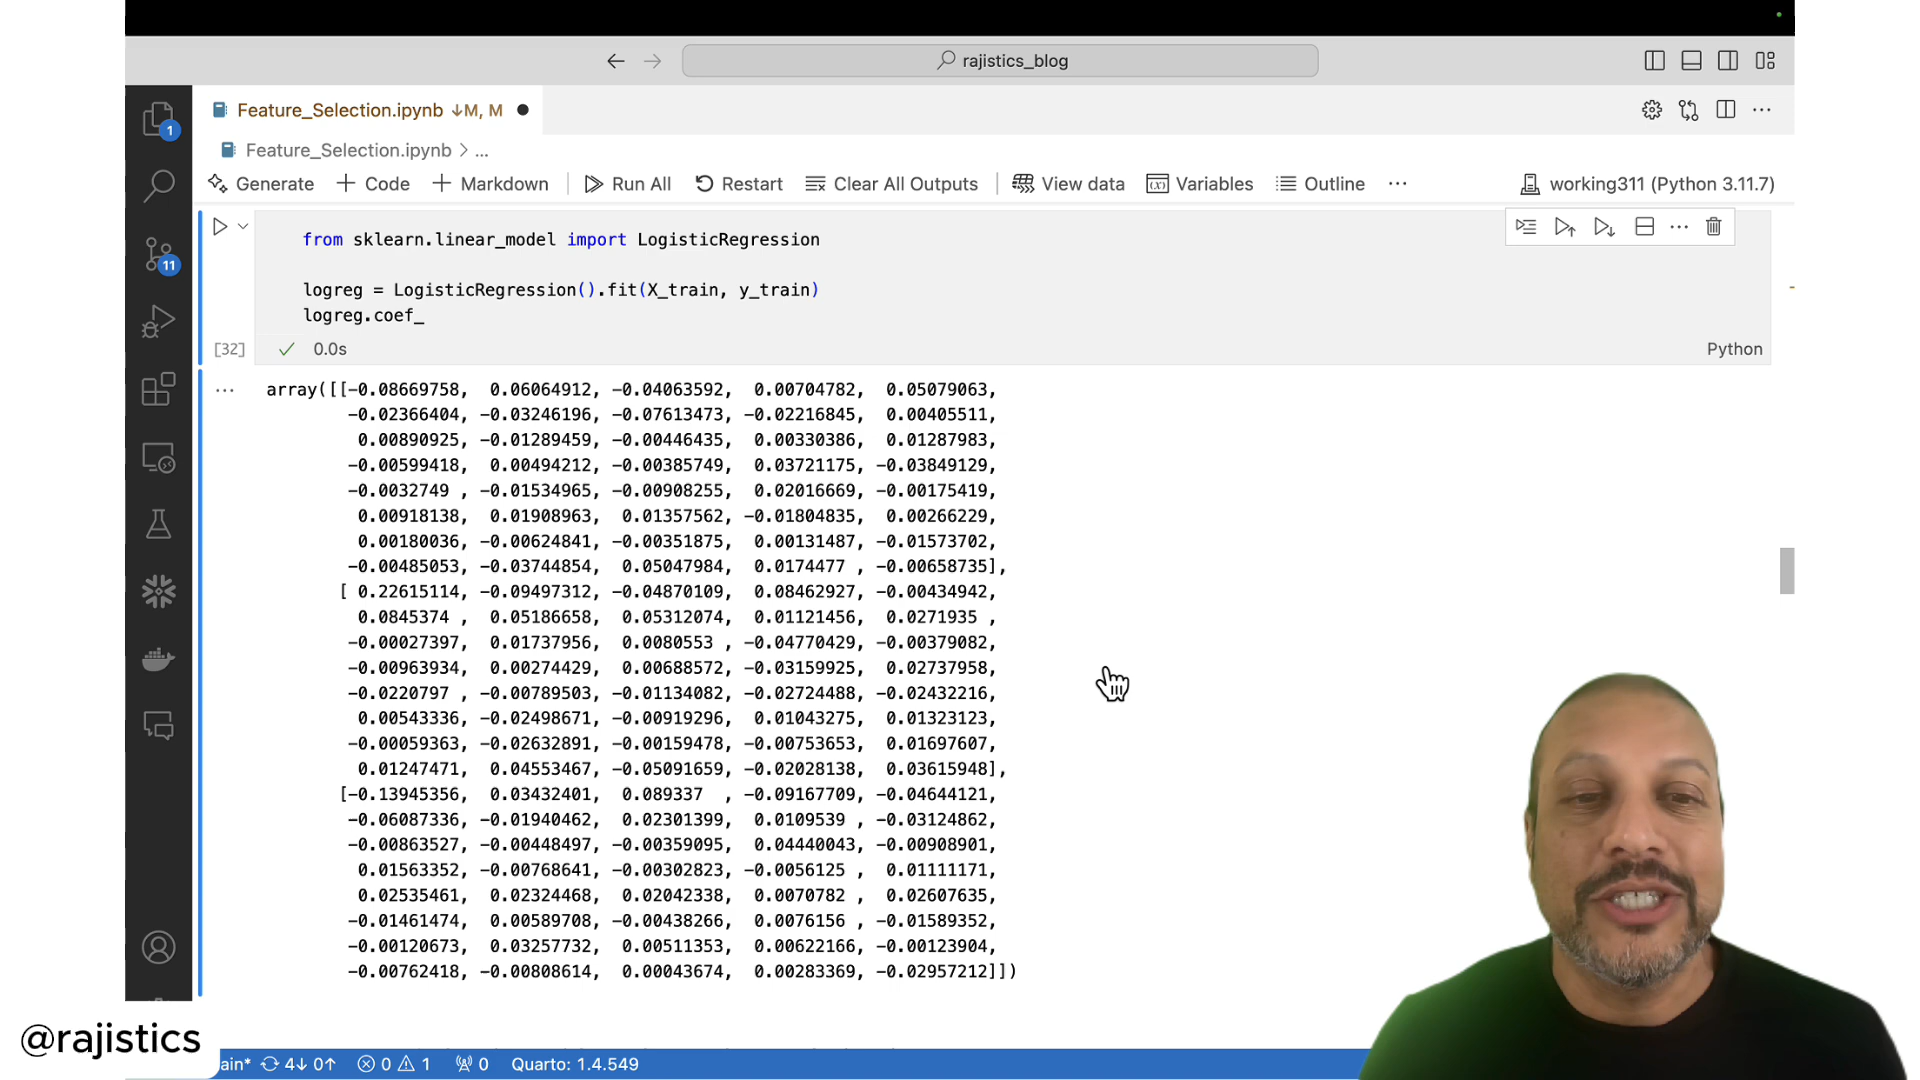 rajistics_blog
Feature_Selection.ipynb ↓M, M ●
Feature_Selection.ipynb > ...
Generate + Code + Markdown Run All Restart Clear All Outputs View data Variables Outline ... working311 (Python 3.11.7)
1
11
from sklearn.linear_model import LogisticRegression
logreg = LogisticRegression().fit(X_train, y_train)
logreg.coef_
[32] ✓ 0.0s Python
array([[-0.08669758, 0.06064912, -0.04063592, 0.00704782, 0.05079063,
-0.02366404, -0.03246196, -0.07613473, -0.02216845, 0.00405511,
0.00890925, -0.01289459, -0.00446435, 0.00330386, 0.01287983,
-0.00599418, 0.00494212, -0.00385749, 0.03721175, -0.03849129,
-0.0032749 , -0.01534965, -0.00908255, 0.02016669, -0.00175419,
0.00918138, 0.01908963, 0.01357562, -0.01804835, 0.00266229,
0.00180036, -0.00624841, -0.00351875, 0.00131487, -0.01573702,
-0.00485053, -0.03744854, 0.05047984, 0.0174477 , -0.00658735],
[ 0.22615114, -0.09497312, -0.04870109, 0.08462927, -0.00434942,
0.0845374 , 0.05186658, 0.05312074, 0.01121456, 0.0271935 ,
-0.00027397, 0.01737956, 0.0080553 , -0.04770429, -0.00379082,
-0.00963934, 0.00274429, 0.00688572, -0.03159925, 0.02737958,
-0.0220797 , -0.00789503, -0.01134082, -0.02724488, -0.02432216,
0.00543336, -0.02498671, -0.00919296, 0.01043275, 0.01323123,
-0.00059363, -0.02632891, -0.00159478, -0.00753653, 0.01697607,
0.01247471, 0.04553467, -0.05091659, -0.02028138, 0.03615948],
[-0.13945356, 0.03432401, 0.089337 , -0.09167709, -0.04644121,
-0.06087336, -0.01940462, 0.02301399, 0.0109539 , -0.03124862,
-0.00863527, -0.00448497, -0.00359095, 0.04440043, -0.00908901,
0.01563352, -0.00768641, -0.00302823, -0.0056125 , 0.01111171,
0.02535461, 0.02324468, 0.02042338, 0.0070782 , 0.02607635,
-0.01461474, 0.00589708, -0.00438266, 0.0076156 , -0.01589352,
-0.00120673, 0.03257732, 0.00511353, 0.00622166, -0.00123904,
-0.00762418, -0.00808614, 0.00043674, 0.00283369, -0.02957212]])
@rajistics
ain* 4↓ 0↑ 0 1 0 Quarto: 1.4.549